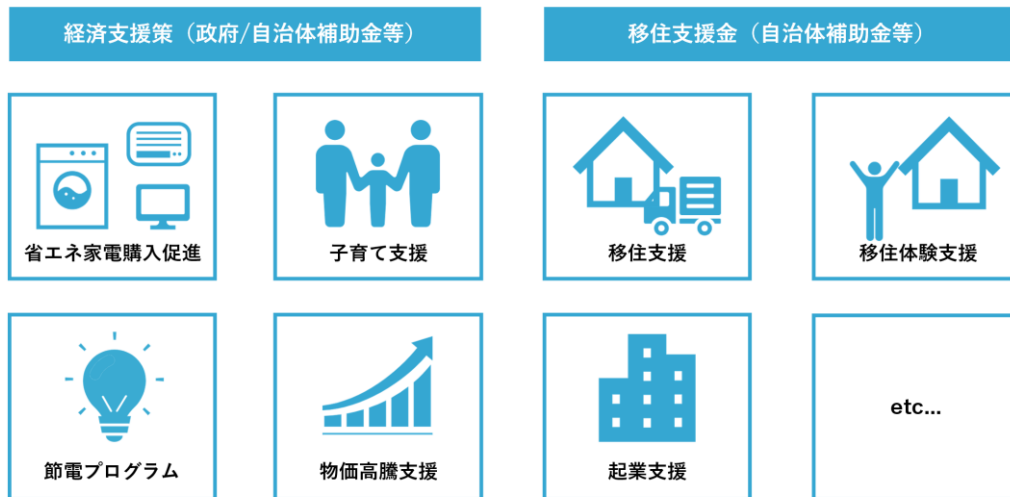 経済支援策（政府/自治体補助金等）
移住支援金（自治体補助金等）
省エネ家電購入促進
子育て支援
移住支援
移住体験支援
節電プログラム
物価高騰支援
起業支援
etc...